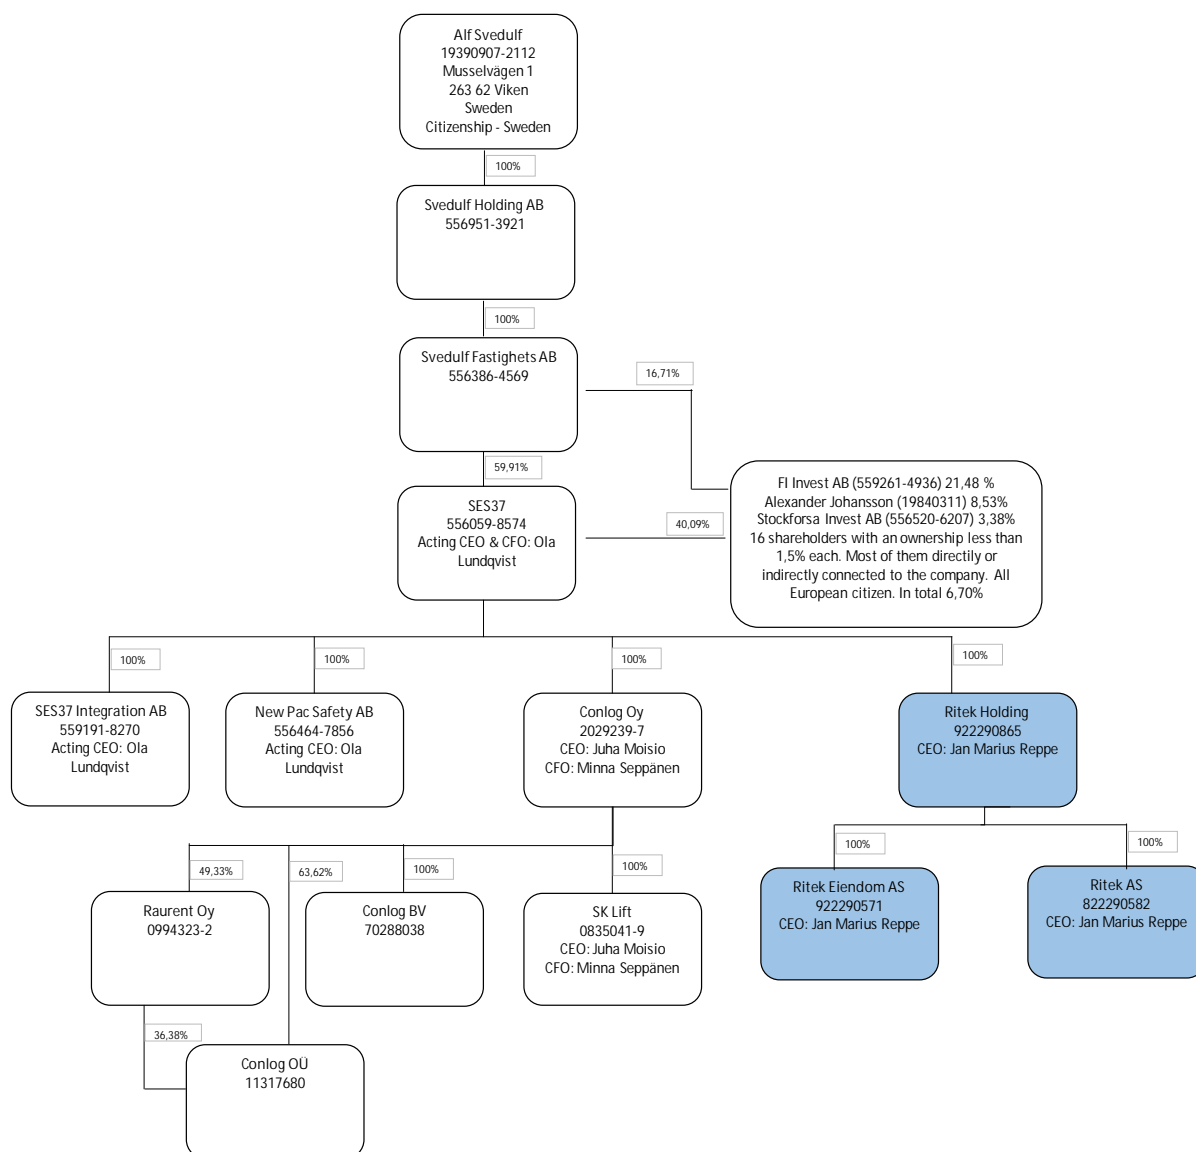 Alf Svedulf
19390907-2112
Musselvägen 1
263 62 Viken
Sweden
Citizenship - Sweden
100%
Svedulf Holding AB
556951-3921
100%
Svedulf Fastighets AB
556386-4569
16,71%
59,91%
SES37
556059-8574
Acting CEO & CFO: Ola
Lundqvist
40,09%
FI Invest AB (559261-4936) 21,48 %
Alexander Johansson (19840311) 8,53%
Stockforsa Invest AB (556520-6207) 3,38%
16 shareholders with an ownership less than
1,5% each. Most of them directily or
indirectly connected to the company. All
European citizen. In total 6,70%
100%
100%
100%
100%
SES37 Integration AB
559191-8270
Acting CEO: Ola
Lundqvist
New Pac Safety AB
556464-7856
Acting CEO: Ola
Lundqvist
Conlog Oy
2029239-7
CEO: Juha Moisio
CFO: Minna Seppänen
Ritek Holding
922290865
CEO: Jan Marius Reppe
49,33%
63,62%
100%
100%
100%
100%
Raurent Oy
0994323-2
Conlog BV
70288038
SK Lift
0835041-9
CEO: Juha Moisio
CFO: Minna Seppänen
Ritek Eiendom AS
922290571
CEO: Jan Marius Reppe
Ritek AS
822290582
CEO: Jan Marius Reppe
36,38%
Conlog OÜ
11317680